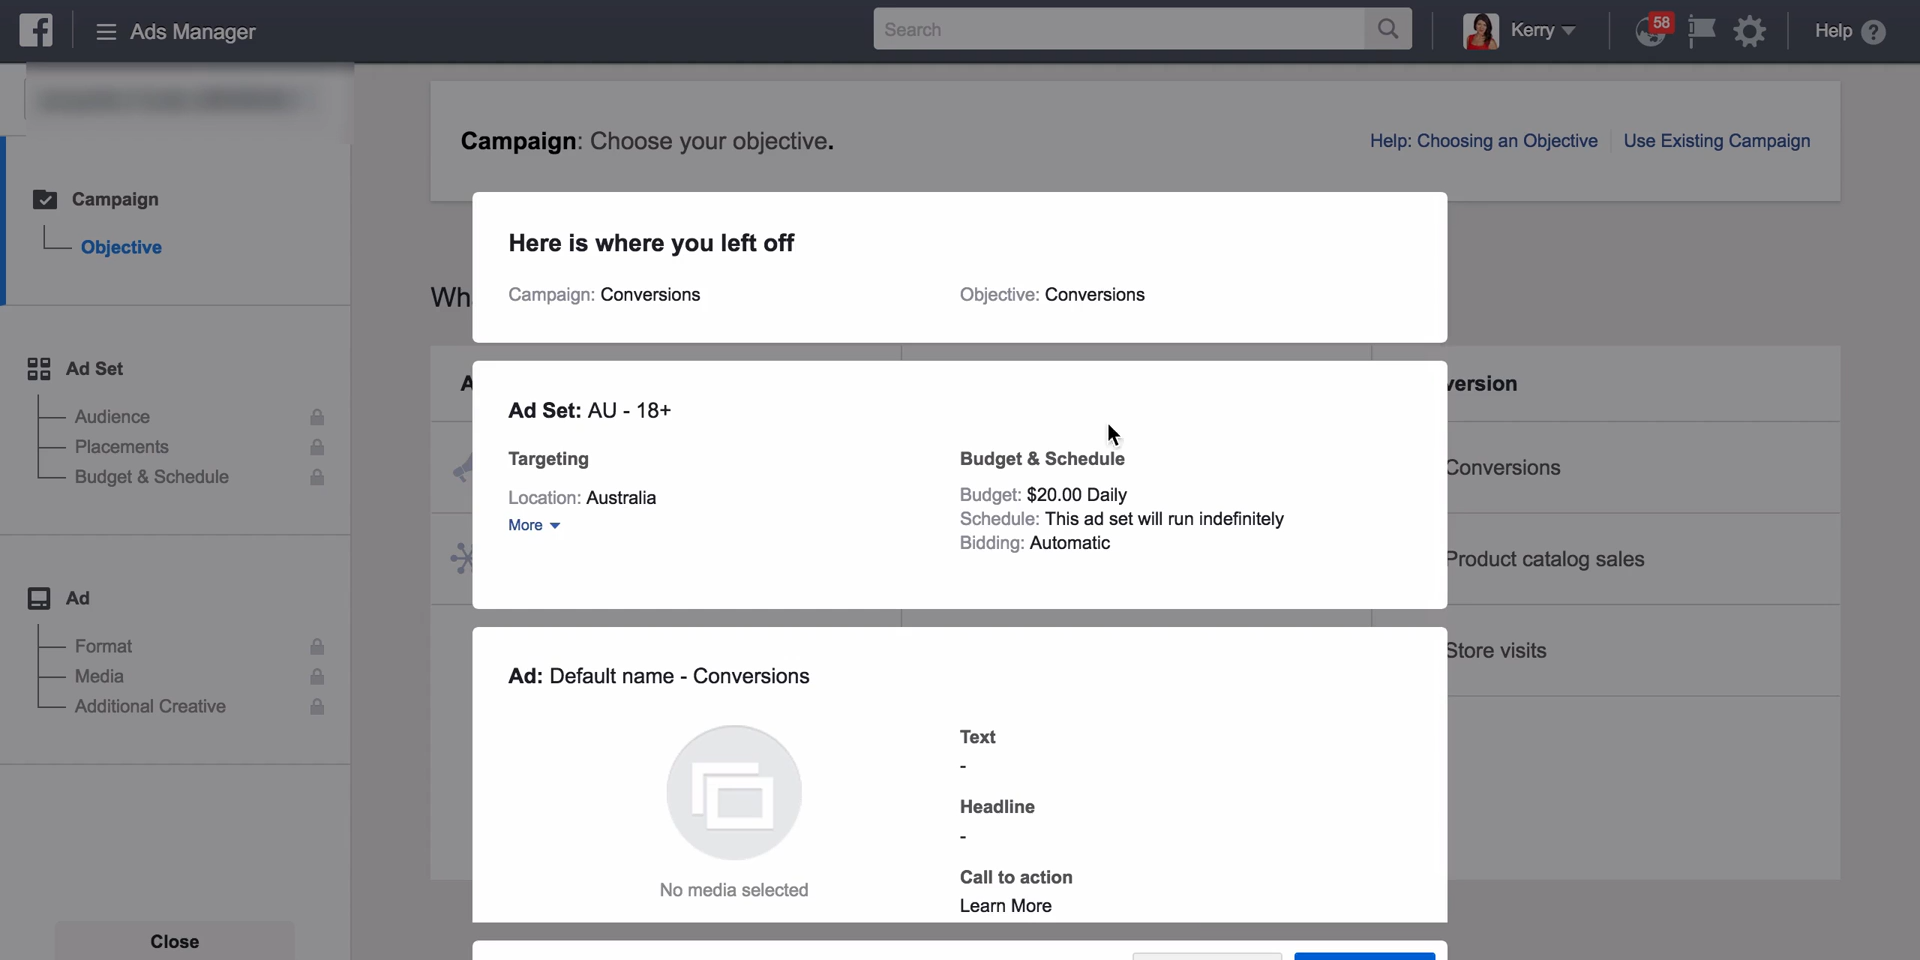 Ads Manager
Search
Kerry
58
Help
Campaign: Choose your objective.
Help: Choosing an Objective
Use Existing Campaign
Campaign
Objective
Ad Set
Audience
Placements
Budget & Schedule
Ad
Format
Media
Additional Creative
Close
Wh
Here is where you left off
Campaign: Conversions
Objective: Conversions
A
version
Conversions
Product catalog sales
Store visits
Ad Set: AU - 18+
Targeting
Location: Australia
More
Budget & Schedule
Budget: $20.00 Daily
Schedule: This ad set will run indefinitely
Bidding: Automatic
Ad: Default name - Conversions
No media selected
Text
-
Headline
-
Call to action
Learn More